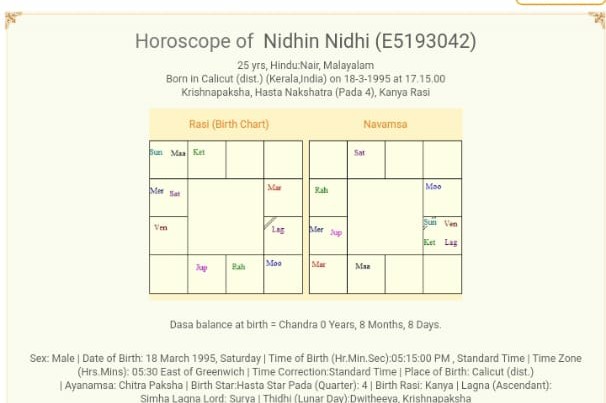 Horoscope of Nidhin Nidhi (E5193042)
25 yrs, Hindu:Nair, Malayalam
Born in Calicut (dist.) (Kerala,India) on 18-3-1995 at 17.15.00
Krishnapaksha, Hasta Nakshatra (Pada 4), Kanya Rasi
Rasi (Birth Chart) Navamsa
Sun Maa Ket Sat
Mer Sat Mar Rah Moo
Ven Lag Mer Jup Sun Ven
Ket Lag
Jup Rah Moo Mar Maa
Dasa balance at birth = Chandra 0 Years, 8 Months, 8 Days.
Sex: Male | Date of Birth: 18 March 1995, Saturday | Time of Birth (Hr.Min.Sec):05:15:00 PM , Standard Time | Time Zone
(Hrs.Mins): 05:30 East of Greenwich | Time Correction:Standard Time | Place of Birth: Calicut (dist.)
| Ayanamsa: Chitra Paksha | Birth Star:Hasta Star Pada (Quarter): 4 | Birth Rasi: Kanya | Lagna (Ascendant):
Simha Lagna Lord: Surya | Thidhi (Lunar Day):Dwitheeya, Krishnapaksha